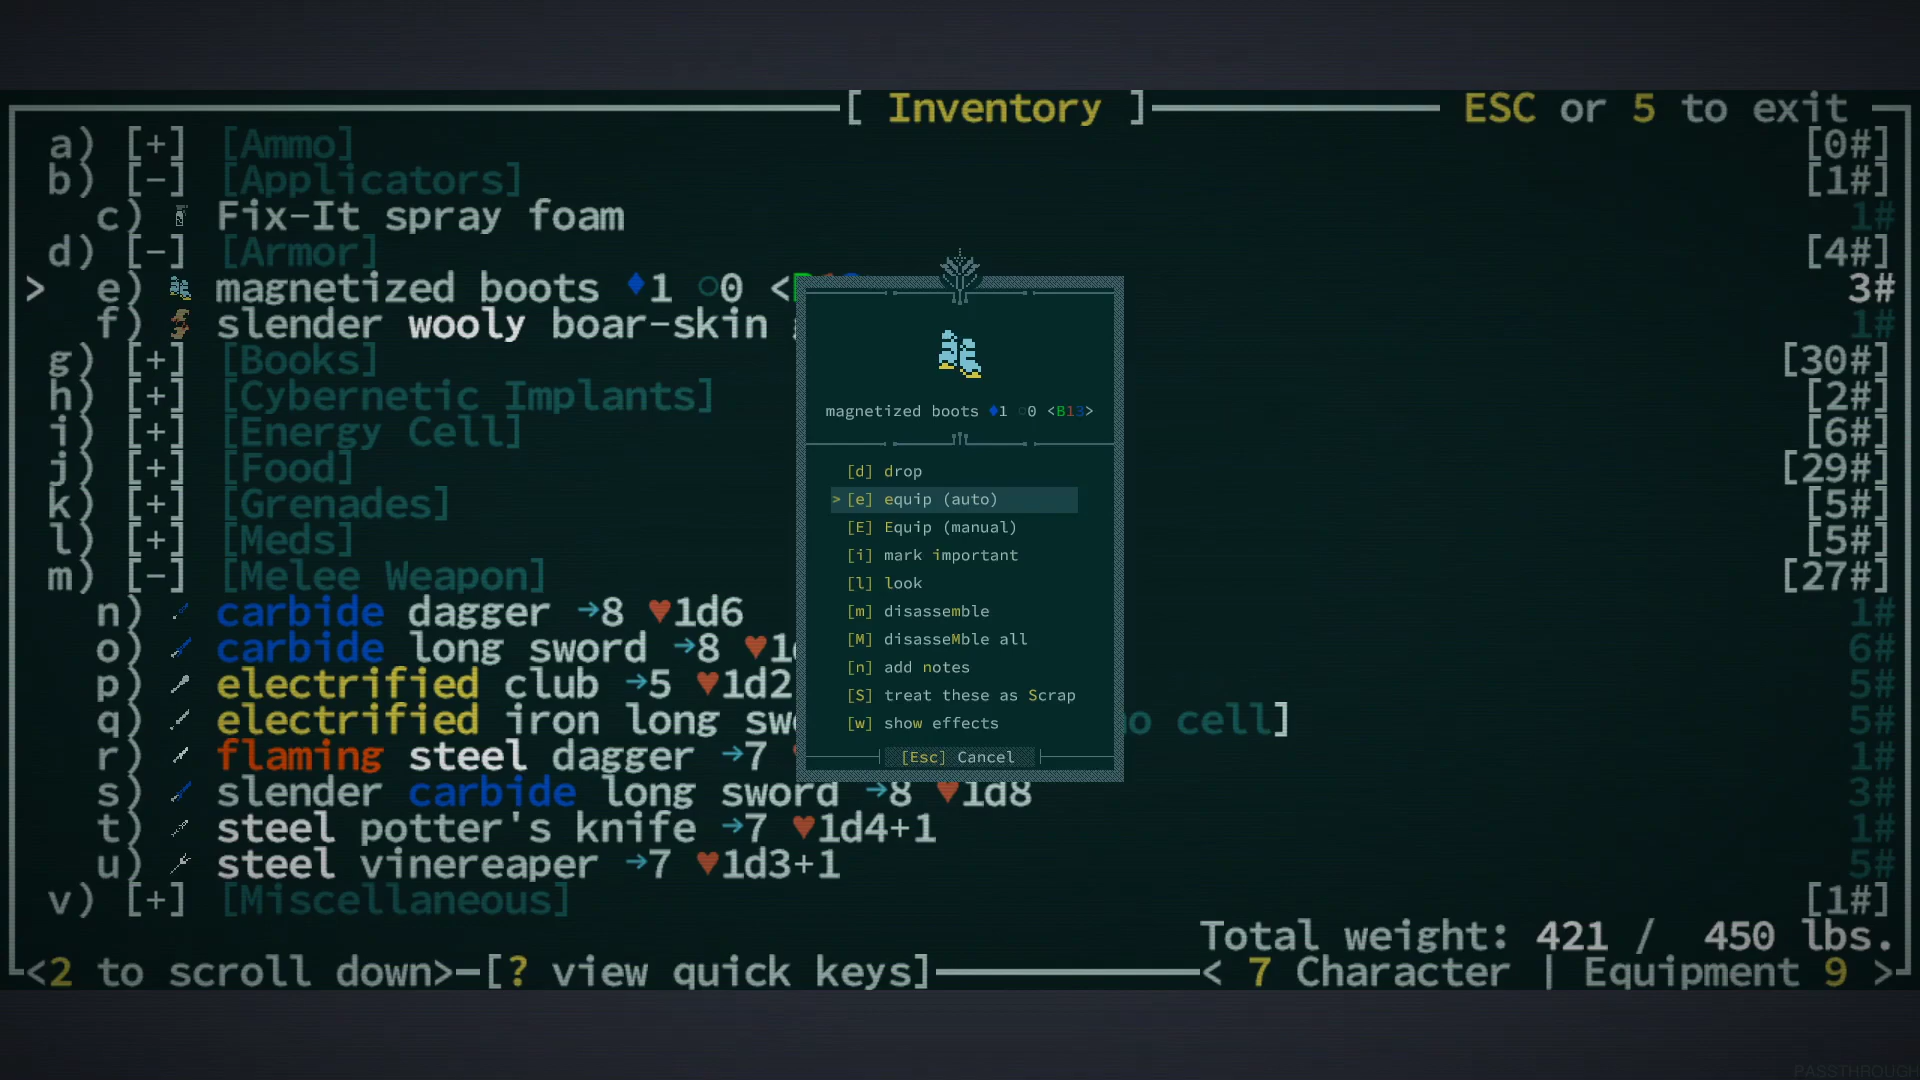 [ Inventory ] ESC or 5 to exit
a) [+] [Ammo] [0#]
b) [-] [Applicators] [1#]
c) Fix-It spray foam 1#
d) [-] [Armor] [4#]
> e) magnetized boots ♦1 ○0 < 3#
f) slender wooly boar-skin 1#
g) [+] [Books] [30#]
h) [+] [Cybernetic Implants] [2#]
i) [+] [Energy Cell] [6#]
j) [+] [Food] [29#]
k) [+] [Grenades] [5#]
l) [+] [Meds] [5#]
m) [-] [Melee Weapon] [27#]
n) carbide dagger →8 ♥1d6 1#
o) carbide long sword →8 ♥1 6#
p) electrified club →5 ♥1d2 5#
q) electrified iron long sw o cell] 5#
r) flaming steel dagger →7 1#
s) slender carbide long sword →8 ♥1d8 3#
t) steel potter's knife →7 ♥1d4+1 1#
u) steel vinereaper →7 ♥1d3+1 5#
v) [+] [Miscellaneous] [1#]
Total weight: 421 / 450 lbs.
<2 to scroll down> [? view quick keys] < 7 Character | Equipment 9 >
magnetized boots ♦1 ○0 <B13>
[d] drop
> [e] equip (auto)
[E] Equip (manual)
[i] mark important
[l] look
[m] disassemble
[M] disasseMble all
[n] add notes
[S] treat these as Scrap
[w] show effects
[Esc] Cancel
PASSTHROUGH